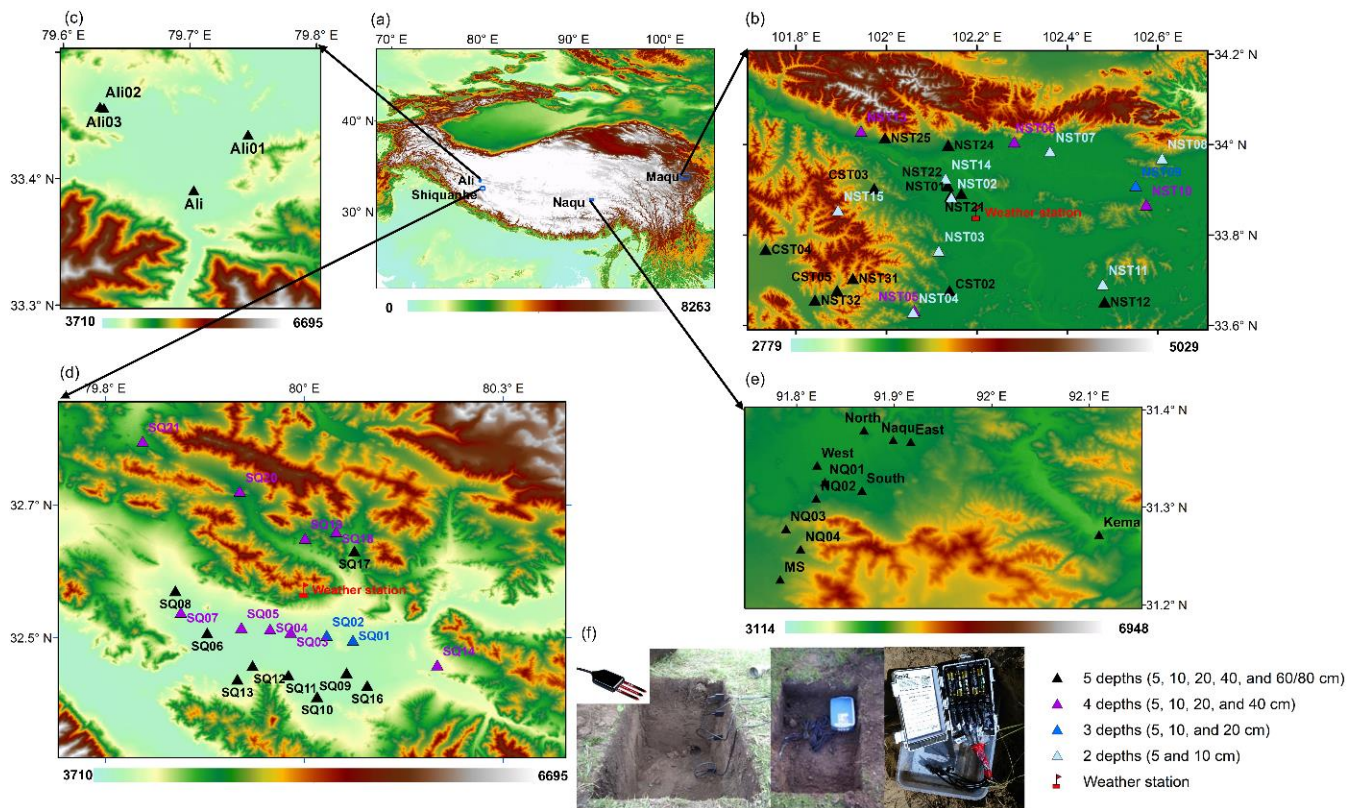 (c)
79.6° E
79.7° E
79.8° E
Ali02
Ali03
Ali01
Ali
33.4° N
33.3° N
3710
6695
(a)
70° E
80° E
90° E
100° E
40° N
30° N
Ali
Shiquanhe
Naqu
Maqu
0
8263
(b)
101.8° E
102° E
102.2° E
102.4° E
102.6° E
34.2° N
34° N
33.8° N
33.6° N
NST25
NST24
NST06
NST07
NST08
NST09
NST10
CST03
NST22
NST14
NST01
NST02
NST15
NST21
Weather station
CST04
NST03
CST05
NST31
CST02
NST32
NST05
NST04
NST11
NST12
2779
5029
(d)
79.8° E
80° E
80.3° E
32.7° N
32.5° N
SQ21
SQ20
SQ19
SQ18
SQ17
Weather station
SQ08
SQ07
SQ05
SQ04
SQ03
SQ02
SQ01
SQ06
SQ14
SQ13
SQ12
SQ11
SQ10
SQ09
SQ16
3710
6695
(e)
91.8° E
91.9° E
92° E
92.1° E
31.4° N
31.3° N
31.2° N
North
Naqu
East
West
NQ01
NQ02
South
NQ03
NQ04
MS
Kema
3114
6948
(f)
5 depths (5, 10, 20, 40, and 60/80 cm)
4 depths (5, 10, 20, and 40 cm)
3 depths (5, 10, and 20 cm)
2 depths (5 and 10 cm)
Weather station